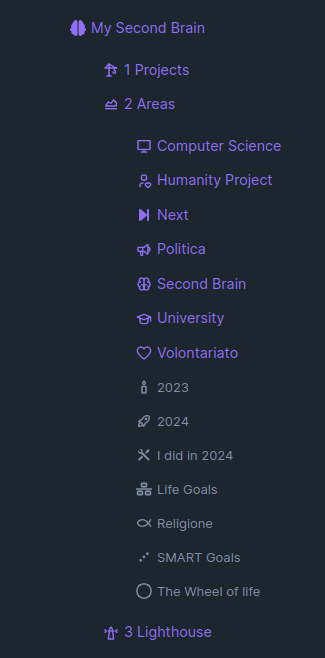 My Second Brain
1 Projects
2 Areas
Computer Science
Humanity Project
Next
Politica
Second Brain
University
Volontariato
2023
2024
I did in 2024
Life Goals
Religione
SMART Goals
The Wheel of life
3 Lighthouse